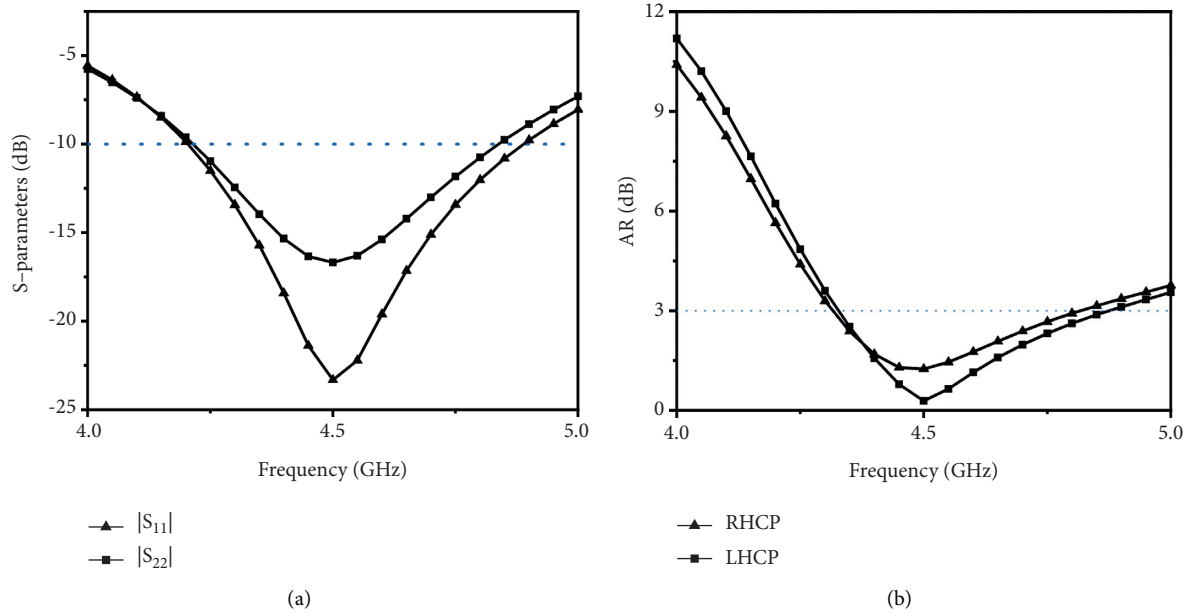 -5
-10
-15
-20
-25
S–parameters (dB)
4.0
4.5
5.0
Frequency (GHz)
|S11|
|S22|
(a)
12
9
6
3
0
AR (dB)
4.0
4.5
5.0
Frequency (GHz)
RHCP
LHCP
(b)